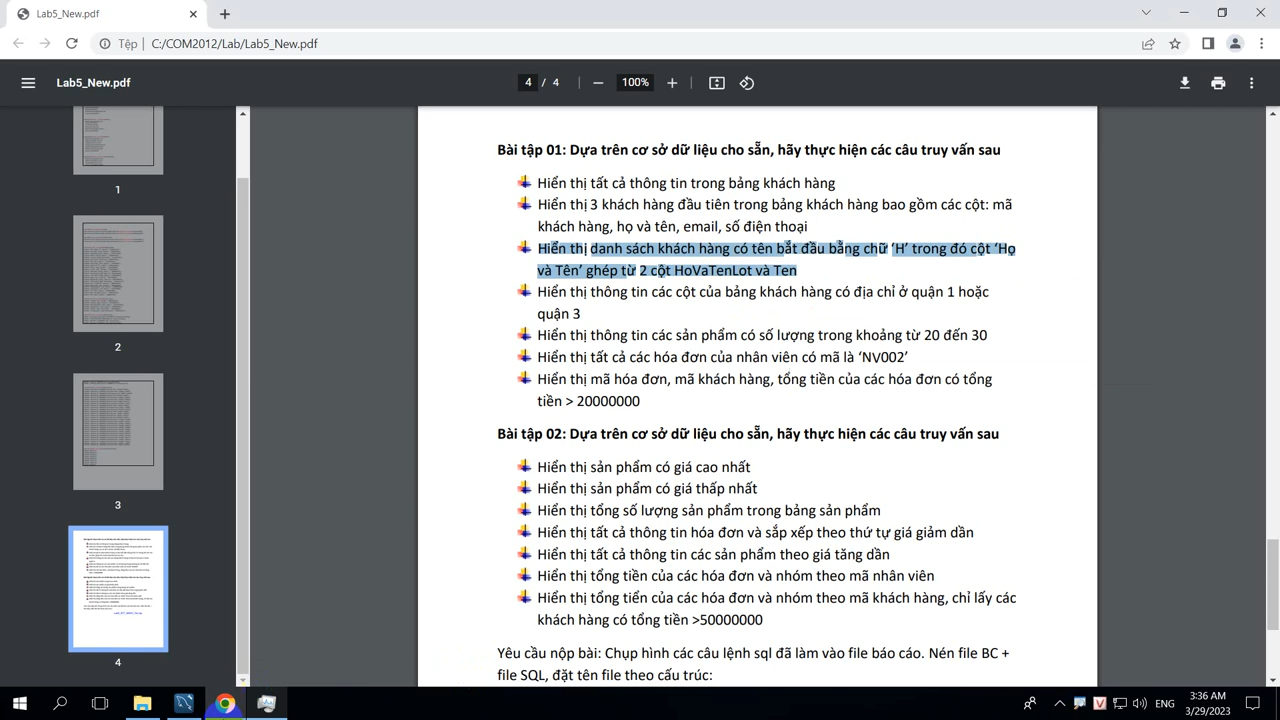 Lab5_New.pdf
Tệp C:/COM2012/Lab/Lab5_New.pdf
Lab5_New.pdf
4 / 4
100%
1
2
3
4
Bài tập 01: Dựa trên cơ sở dữ liệu cho sẵn, hãy thực hiện các câu truy vấn sau
Hiển thị tất cả thông tin trong bảng khách hàng
Hiển thị 3 khách hàng đầu tiên trong bảng khách hàng bao gồm các cột: mã
khách hàng, họ và tên, email, số điện thoại
Hiển thị danh sách khách hàng có tên bắt đầu bằng chữ ‘H’ trong đó cột ‘Họ
và Tên’ ghép từ 2 cột HoVaTenLot và Ten
Hiển thị thông tin các cột của bảng khách hàng có địa chỉ ở quận 1 hoặc
quận 3
Hiển thị thông tin các sản phẩm có số lượng trong khoảng từ 20 đến 30
Hiển thị tất cả các hóa đơn của nhân viên có mã là ‘NV002’
Hiển thị mã hóa đơn, mã khách hàng, tổng tiền của các hóa đơn có tổng
tiền > 20000000
Bài tập 02: Dựa trên cơ sở dữ liệu cho sẵn, hãy thực hiện các câu truy vấn sau
Hiển thị sản phẩm có giá cao nhất
Hiển thị sản phẩm có giá thấp nhất
Hiển thị tổng số lượng sản phẩm trong bảng sản phẩm
Hiển thị tất cả thông tin hóa đơn và sắp xếp theo thứ tự giá giảm dần
Hiển thị tất cả thông tin các sản phẩm theo giá tăng dần
Hiển thị tổng tiền của các hóa đơn và nhóm theo mã nhân viên
Hiển thị tổng tiền của các hóa đơn và nhóm theo mã khách hàng, chỉ lấy các
khách hàng có tổng tiền >50000000
Yêu cầu nộp bài: Chụp hình các câu lệnh sql đã làm vào file báo cáo. Nén file BC +
file SQL, đặt tên file theo cấu trúc:
ENG
3:36 AM
3/29/2023